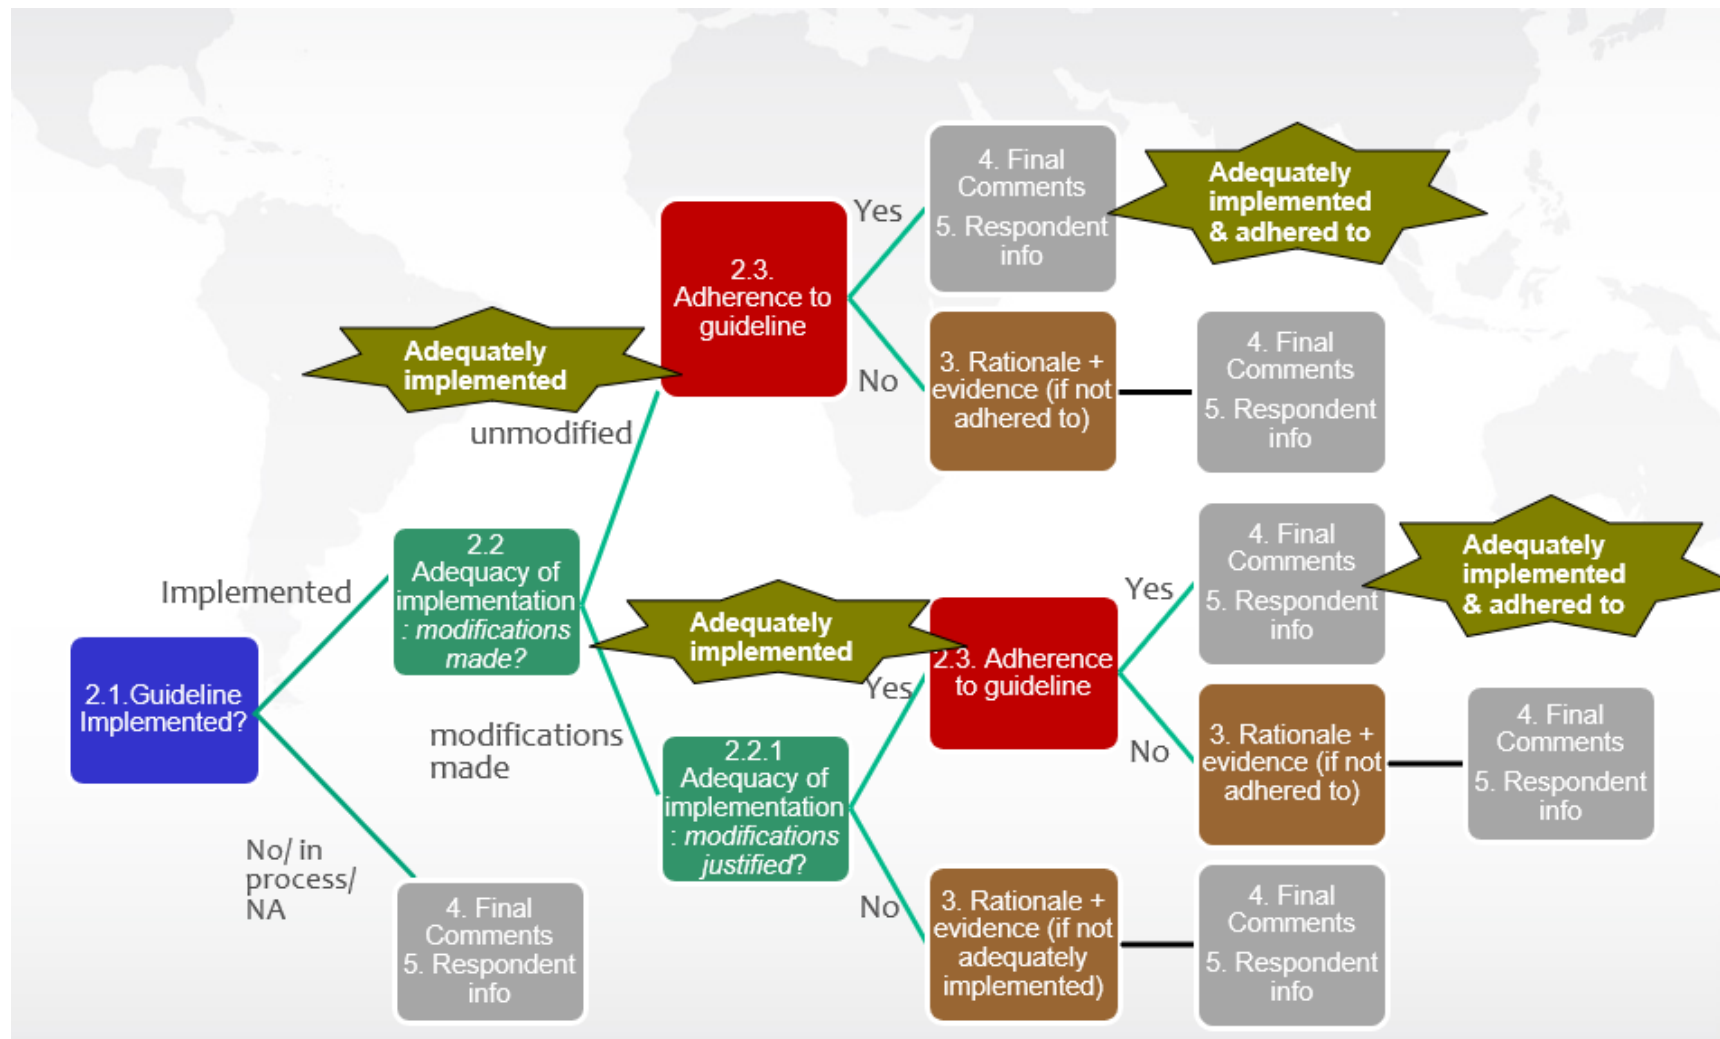 4. Final
Comments
5. Respondent
info
Adequately
implemented
& adhered to
Yes
2.3.
Adherence to
guideline
No
3. Rationale +
evidence (if not
adhered to)
4. Final
Comments
5. Respondent
info
Adequately
implemented
unmodified
2.2
Adequacy of
implementation
: modifications
made?
Implemented
2.1.Guideline
Implemented?
No/ in
process/
NA
4. Final
Comments
5. Respondent
info
modifications
made
2.2.1
Adequacy of
implementation
: modifications
justified?
Adequately
implemented
Yes
2.3. Adherence
to guideline
Yes
4. Final
Comments
5. Respondent
info
Adequately
implemented
& adhered to
No
3. Rationale +
evidence (if not
adhered to)
4. Final
Comments
5. Respondent
info
No
3. Rationale +
evidence (if not
adequately
implemented)
4. Final
Comments
5. Respondent
info